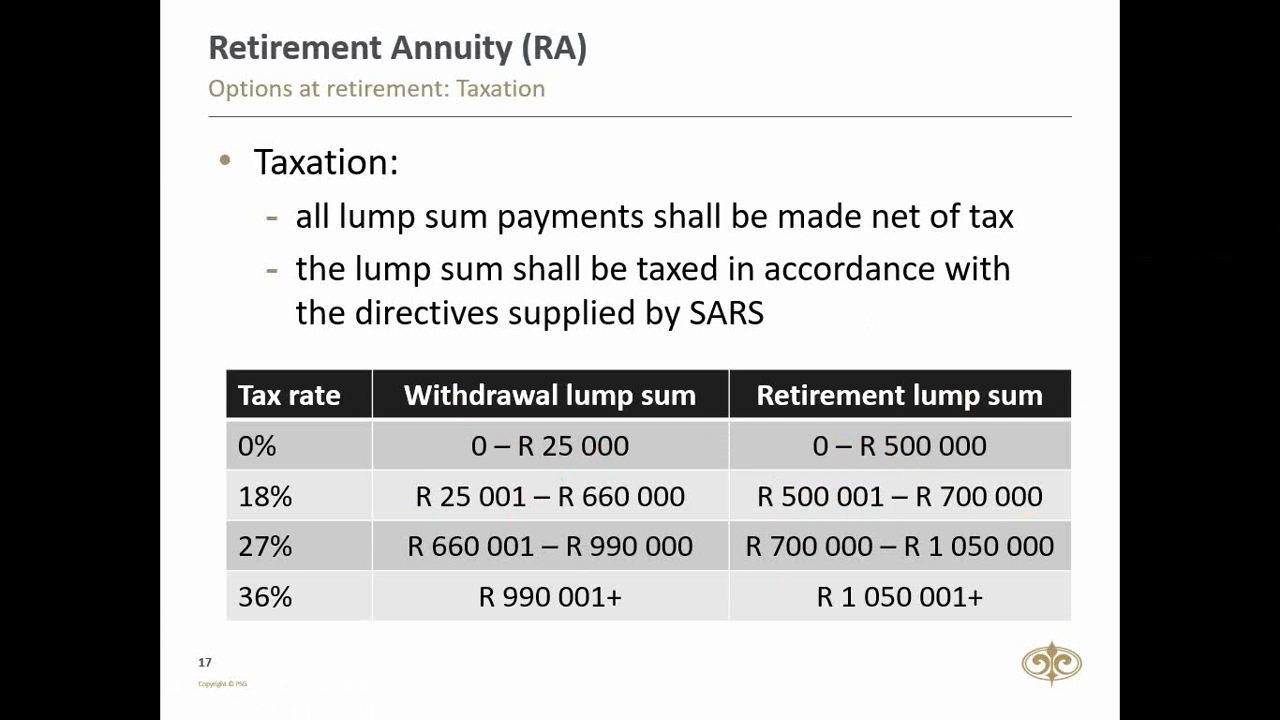 Retirement Annuity (RA)
Options at retirement: Taxation
• Taxation:
- all lump sum payments shall be made net of tax
- the lump sum shall be taxed in accordance with
the directives supplied by SARS
Tax rate Withdrawal lump sum Retirement lump sum
0% 0 – R 25 000 0 – R 500 000
18% R 25 001 – R 660 000 R 500 001 – R 700 000
27% R 660 001 – R 990 000 R 700 000 – R 1 050 000
36% R 990 001+ R 1 050 001+
17
Copyright © PSG